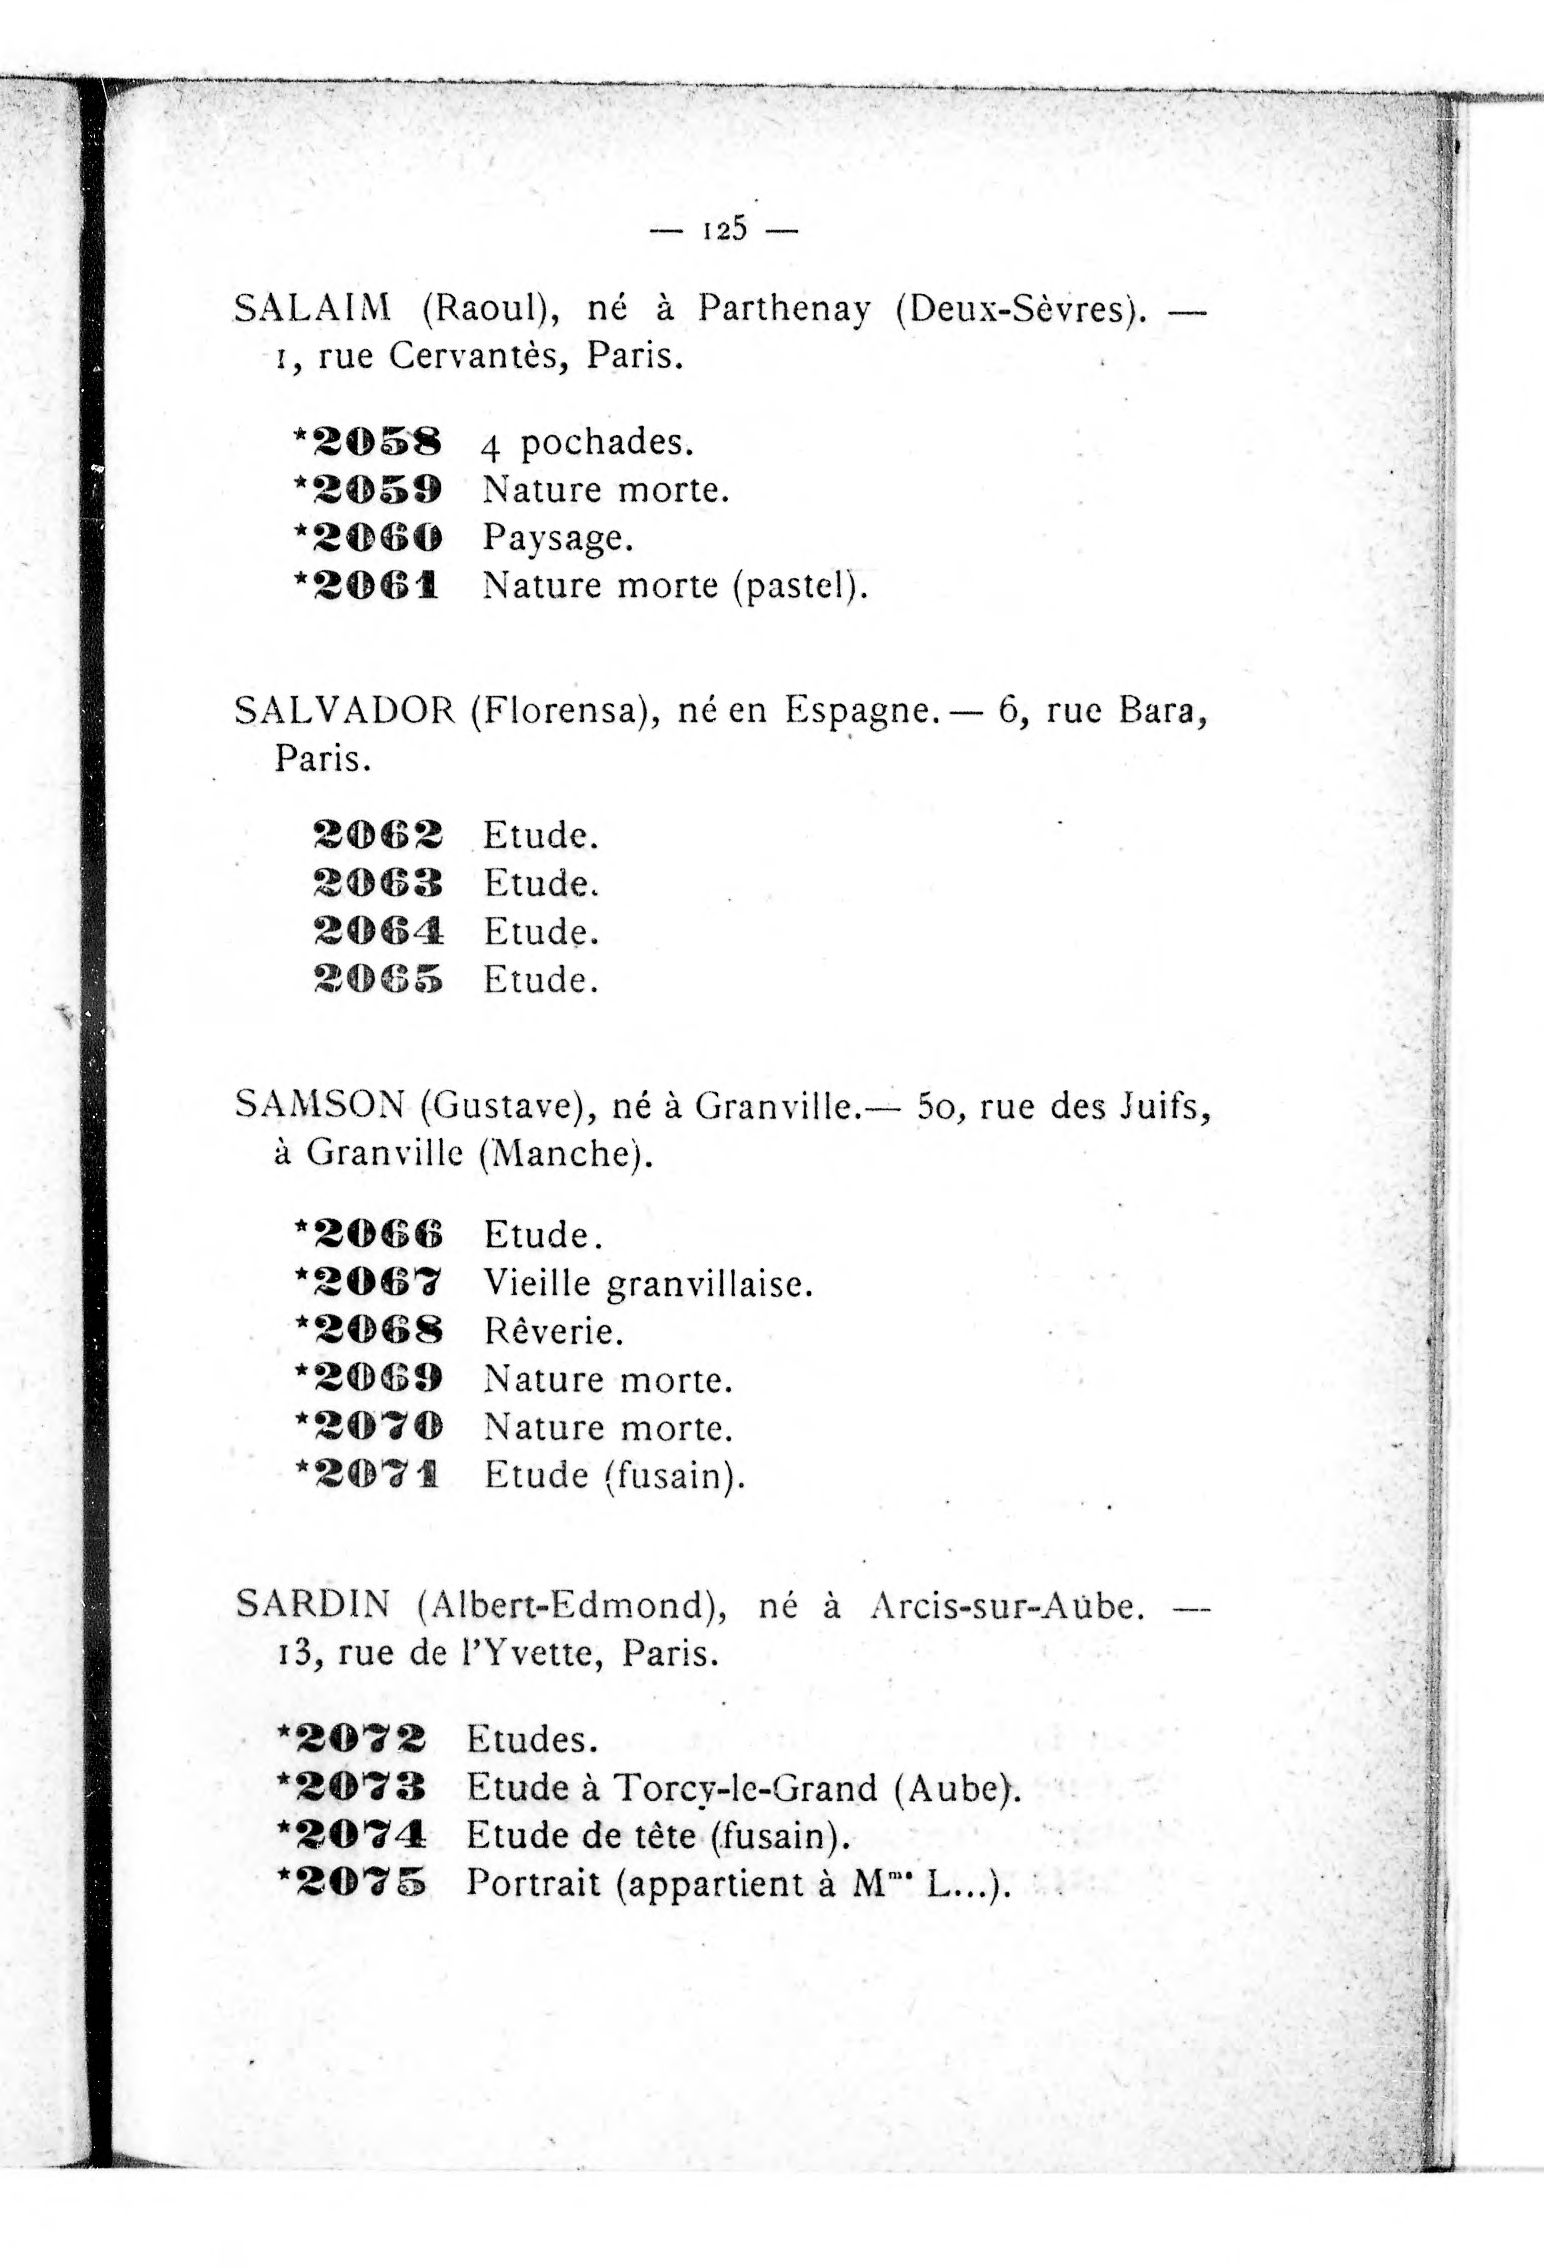 — 125 —
SALAIM (Raoul), né à Parthenay (Deux-Sèvres). —
1, rue Cervantès, Paris.
*2058 4 pochades.
*2059 Nature morte.
*2060 Paysage.
*2061 Nature morte (pastel).
SALVADOR (Florensa), né en Espagne. — 6, rue Bara,
Paris.
2062 Etude.
2063 Etude.
2064 Etude.
2065 Etude.
SAMSON (Gustave), né à Granville. — 50, rue des Juifs,
à Granville (Manche).
*2066 Etude.
*2067 Vieille granvillaise.
*2068 Rêverie.
*2069 Nature morte.
*2070 Nature morte.
*2071 Etude (fusain).
SARDIN (Albert-Edmond), né à Arcis-sur-Aube. —
13, rue de l'Yvette, Paris.
*2072 Etudes.
*2073 Etude à Torcy-le-Grand (Aube).
*2074 Etude de tête (fusain).
*2075 Portrait (appartient à Mme L...).